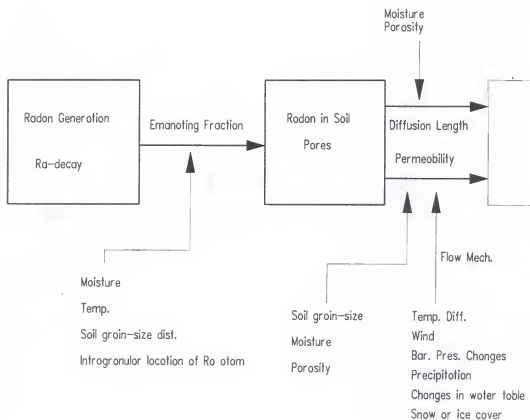 Moisture
Porosity
Radon Generation
Ra-decay
Emanoting Fraction
Rodon in Soil
Pores
Diffusion Length
Permeobility
Flow Mech.
Moisture
Temp.
Soil groin-size dist.
Introgronulor locotion of Ro otom
Soil groin-size
Moisture
Porosity
Temp. Diff.
Wind
Bar. Pres. Chonges
Precipitotion
Chonges in woter toble
Snow or ice cover